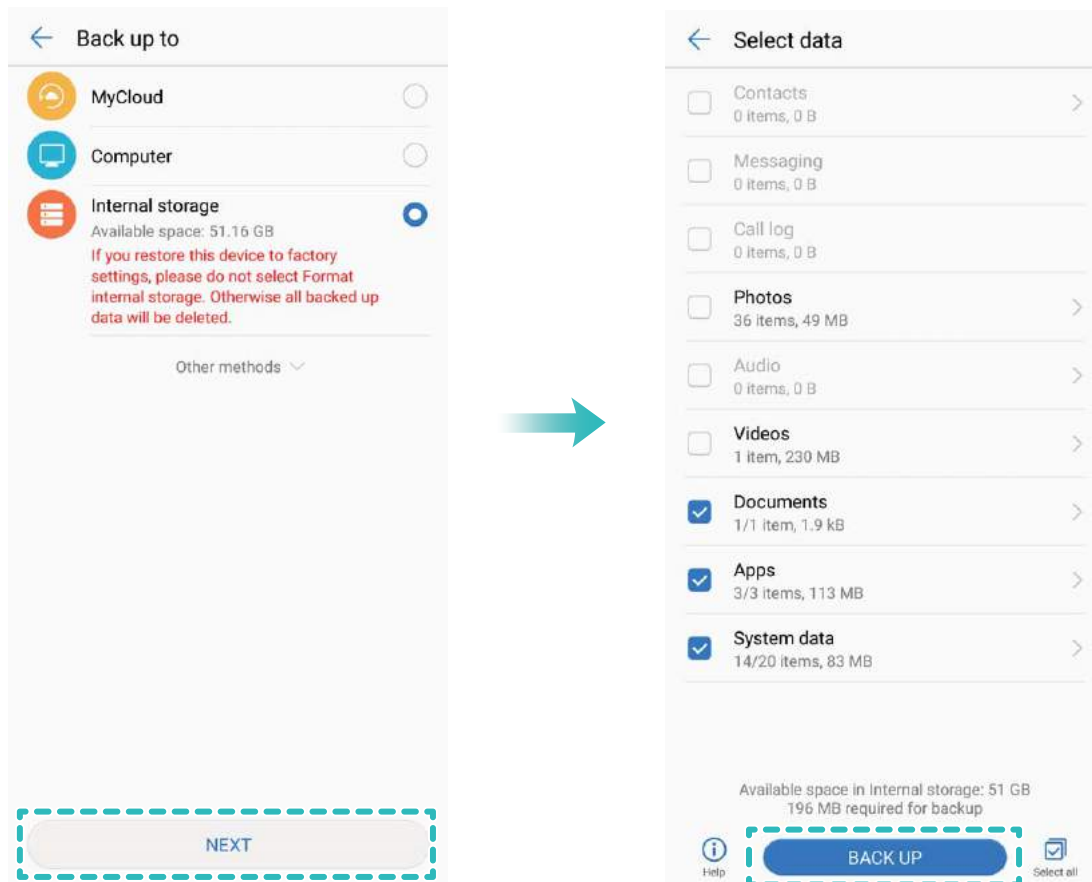 Back up to
MyCloud
Computer
Internal storage
Available space: 51.16 GB
If you restore this device to factory
settings, please do not select Format
internal storage. Otherwise all backed up
data will be deleted.
Other methods
NEXT
Select data
Contacts
0 items, 0 B
Messaging
0 items, 0 B
Call log
0 items, 0 B
Photos
36 items, 49 MB
Audio
0 items, 0 B
Videos
1 item, 230 MB
Documents
1/1 item, 1.9 kB
Apps
3/3 items, 113 MB
System data
14/20 items, 83 MB
Available space in Internal storage: 51 GB
196 MB required for backup
Help
BACK UP
Select all